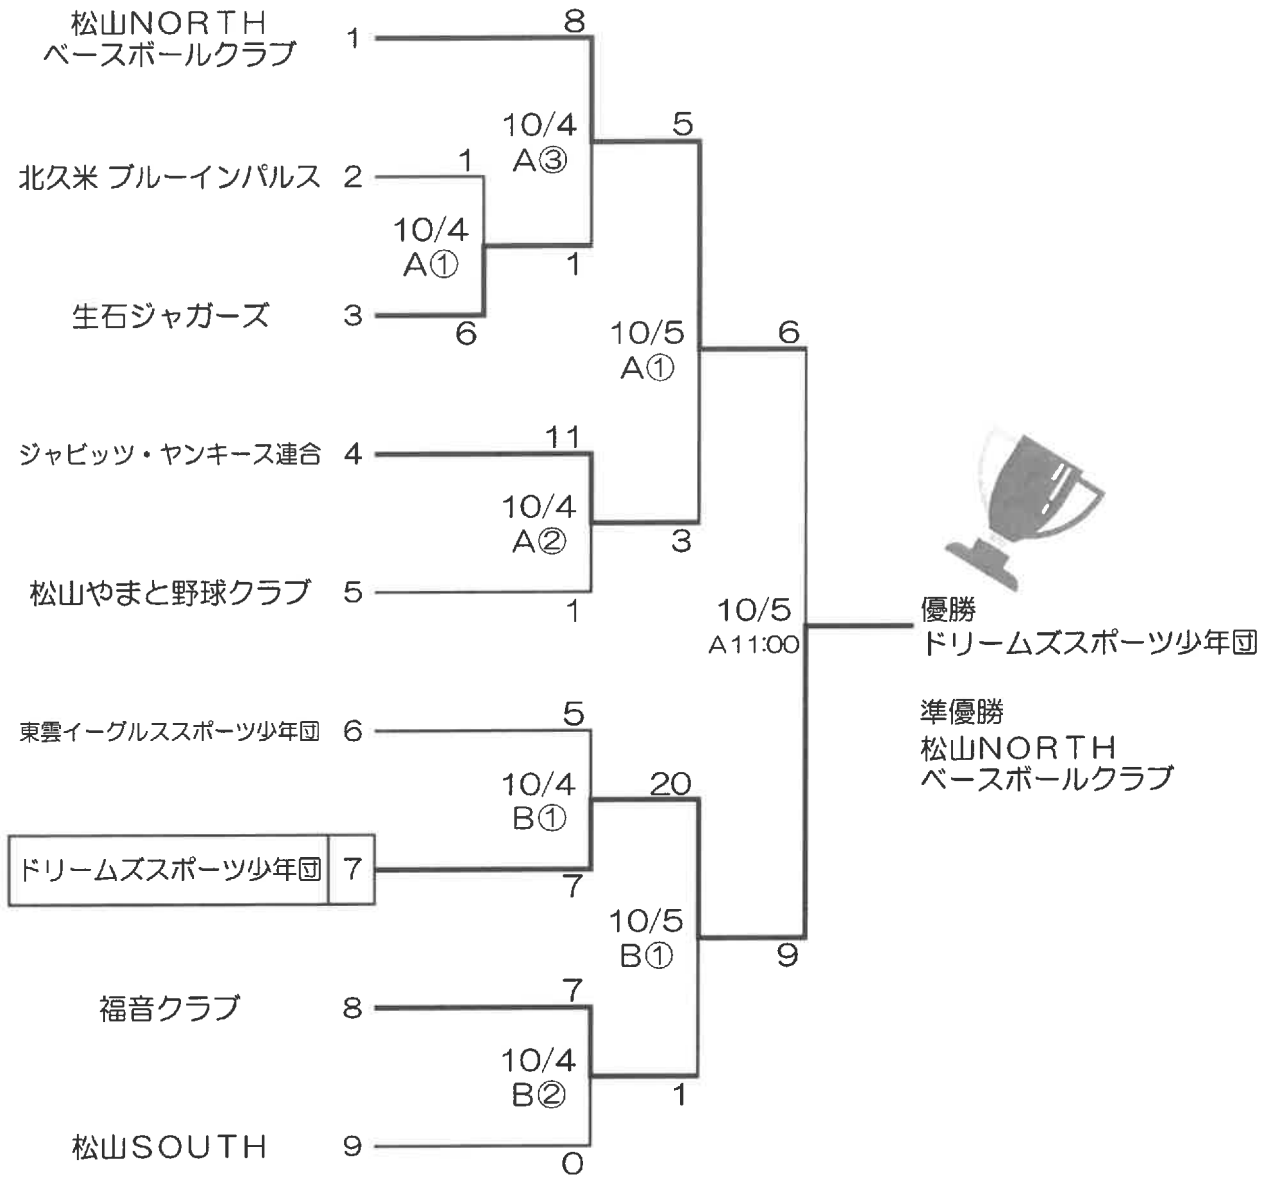 松山NORTH
ベースボールクラブ
1
8
10/4
A③
5
北久米 ブルーインパルス
2
1
10/4
A①
1
生石ジャガーズ
3
6
10/5
A①
6
ジャビッツ・ヤンキース連合
4
11
10/4
A②
3
松山やまと野球クラブ
5
1
10/5
A11:00
優勝
ドリームズスポーツ少年団
準優勝
松山NORTH
ベースボールクラブ
東雲イーグルススポーツ少年団
6
5
10/4
B①
20
ドリームズスポーツ少年団
7
7
10/5
B①
9
福音クラブ
8
7
10/4
B②
1
松山SOUTH
9
0